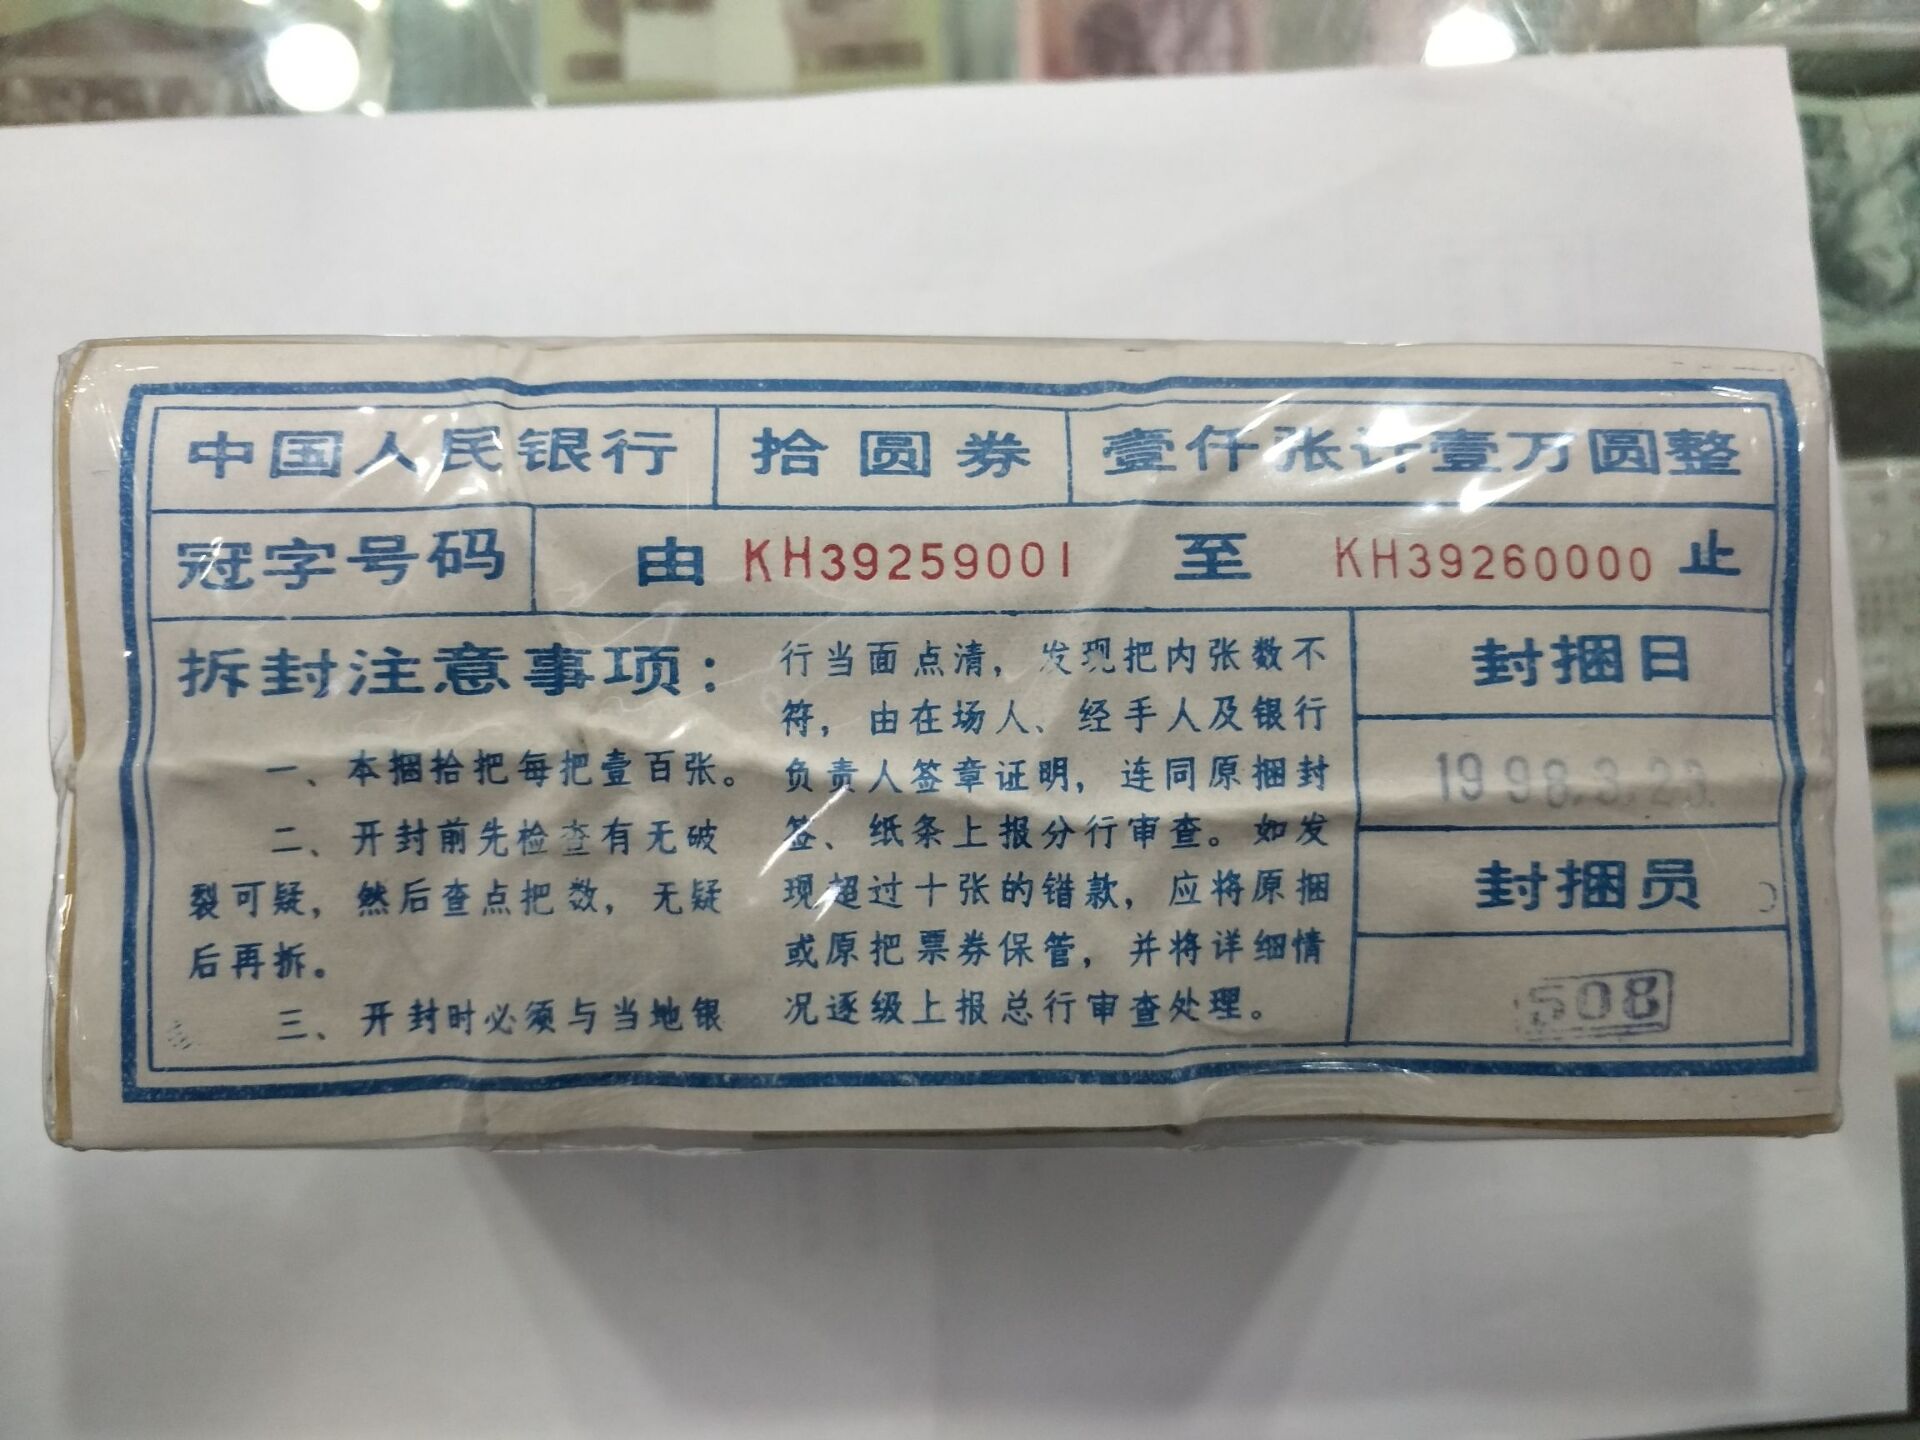 中国人民银行 拾圆券 壹仟张计壹万圆整
冠字号码 由 KH39259001 至 KH39260000 止
拆封注意事项：
一、本捆拾把每把壹百张。
二、开封前先检查有无破
裂可疑，然后查点把数，无疑
后再拆。
三、开封时必须与当地银
行当面点清，发现把内张数不
符，由在场人、经手人及银行
负责人签章证明，连同原捆封
签、纸条上报分行审查。如发
现超过十张的错款，应将原捆
或原把票券保管，并将详细情
况逐级上报总行审查处理。
封捆日
1998.3.23
封捆员
508